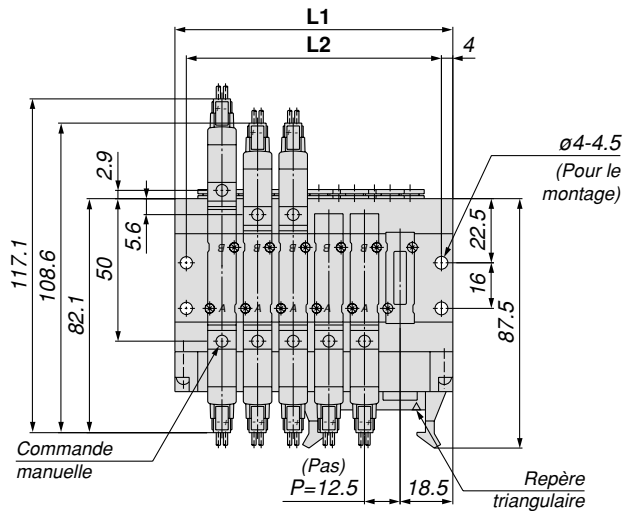 L1
L2
4
ø4-4.5
(Pour le
montage)
2.9
5.6
117.1
108.6
82.1
50
22.5
16
87.5
B B B B B
A A A A A
Commande
manuelle
(Pas)
P=12.5
18.5
Repère
triangulaire